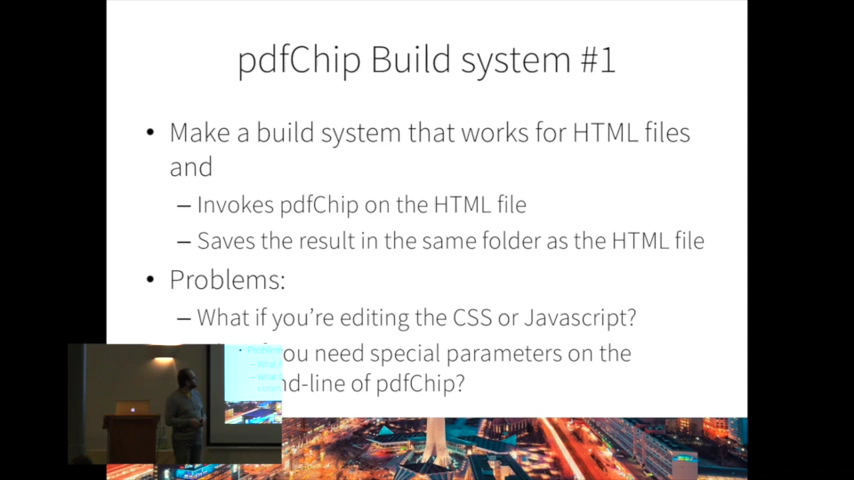 pdfChip Build system #1
• Make a build system that works for HTML files
and
– Invokes pdfChip on the HTML file
– Saves the result in the same folder as the HTML file
• Problems:
– What if you're editing the CSS or Javascript?
ou need special parameters on the
nd-line of pdfChip?